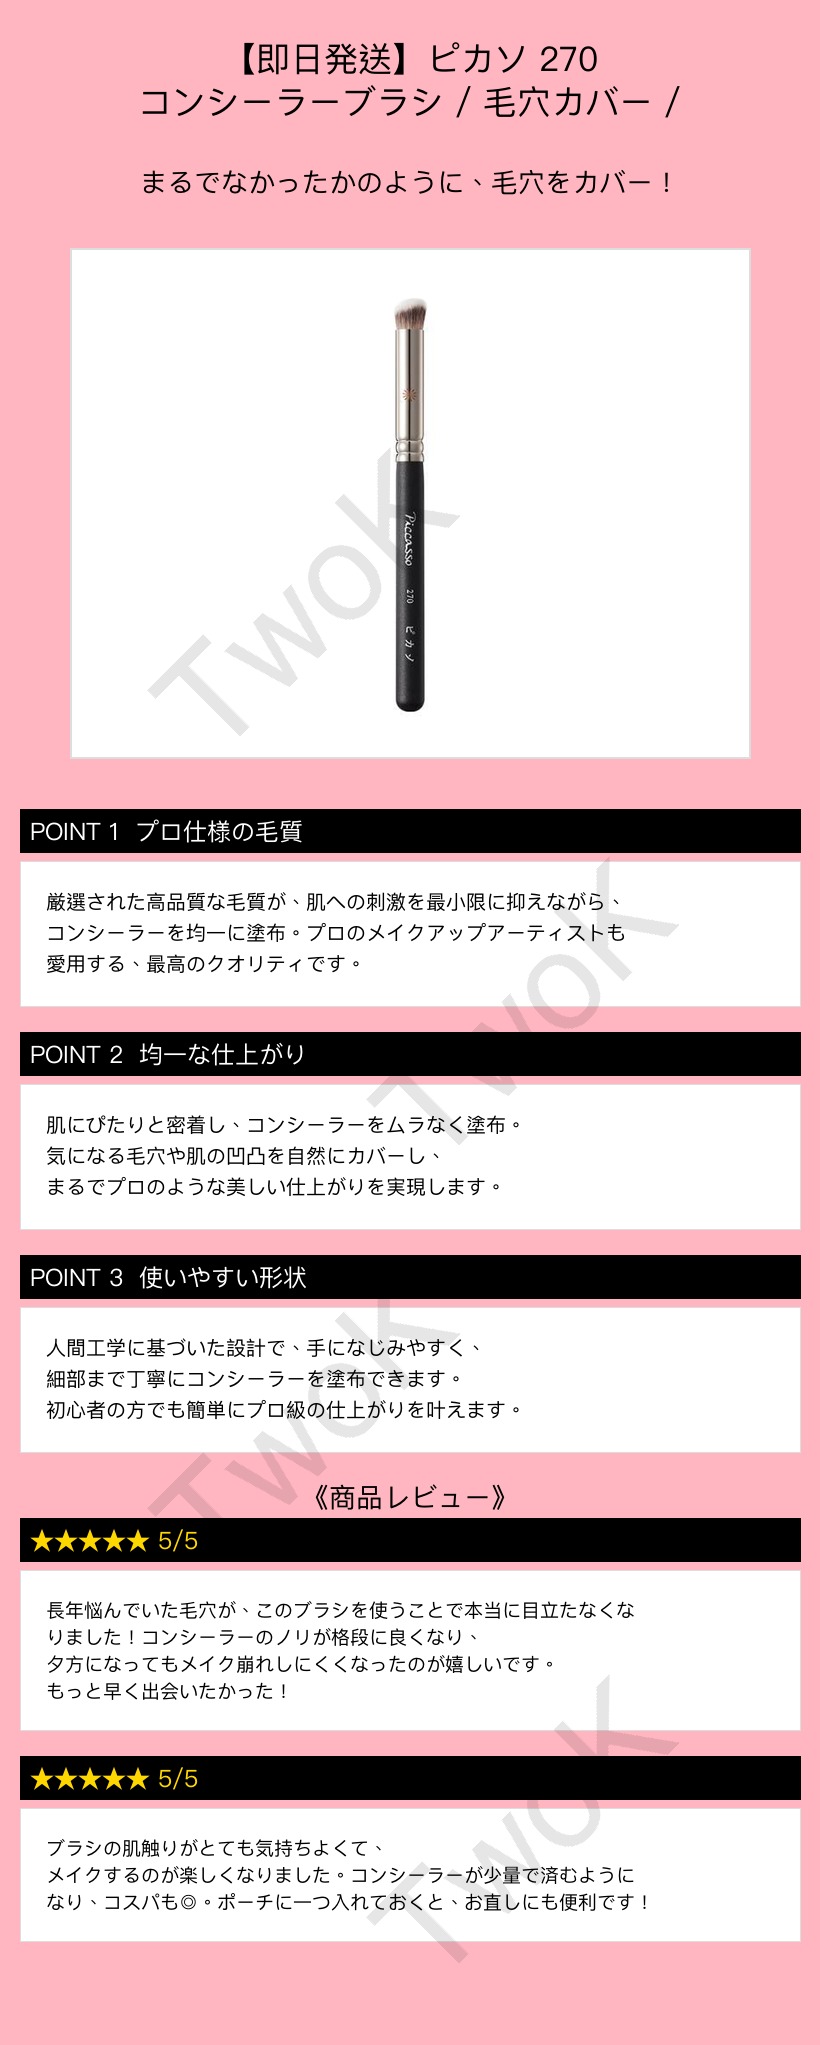 【即日発送】ピカソ 270
コンシーラーブラシ / 毛穴カバー /
まるでなかったかのように、毛穴をカバー！
Piccasso 270 ピカソ
TwoK
POINT 1 プロ仕様の毛質
厳選された高品質な毛質が、肌への刺激を最小限に抑えながら、
コンシーラーを均一に塗布。プロのメイクアップアーティストも
愛用する、最高のクオリティです。
TwoK
POINT 2 均一な仕上がり
肌にぴたりと密着し、コンシーラーをムラなく塗布。
気になる毛穴や肌の凹凸を自然にカバーし、
まるでプロのような美しい仕上がりを実現します。
POINT 3 使いやすい形状
人間工学に基づいた設計で、手になじみやすく、
細部まで丁寧にコンシーラーを塗布できます。
初心者の方でも簡単にプロ級の仕上がりを叶えます。
TwoK
《商品レビュー》
★★★★★ 5/5
長年悩んでいた毛穴が、このブラシを使うことで本当に目立たなくな
りました！コンシーラーのノリが格段に良くなり、
夕方になってもメイク崩れしにくくなったのが嬉しいです。
もっと早く出会いたかった！
★★★★★ 5/5
ブラシの肌触りがとても気持ちよくて、
メイクするのが楽しくなりました。コンシーラーが少量で済むように
なり、コスパも◎。ポーチに一つ入れておくと、お直しにも便利です！
TwoK